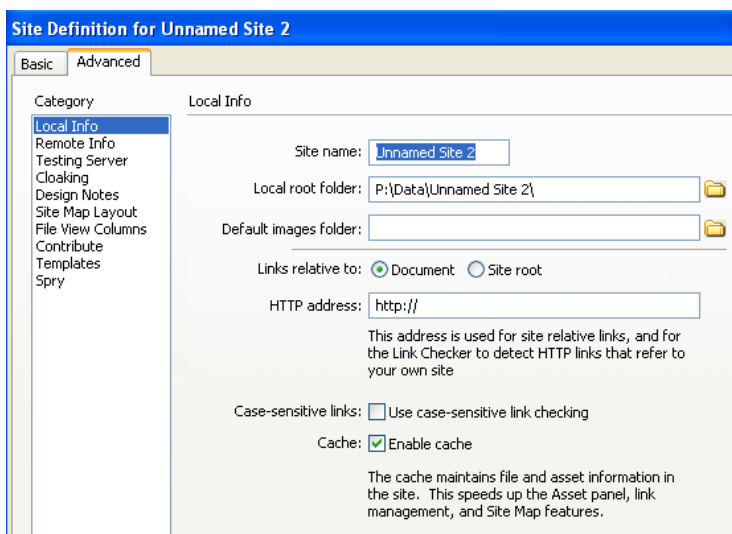 Site Definition for Unnamed Site 2
Basic Advanced
Category
Local Info
Remote Info
Testing Server
Cloaking
Design Notes
Site Map Layout
File View Columns
Contribute
Templates
Spry
Local Info
Site name: Unnamed Site 2
Local root folder: P:\Data\Unnamed Site 2\
Default images folder:
Links relative to: Document Site root
HTTP address: http://
This address is used for site relative links, and for
the Link Checker to detect HTTP links that refer to
your own site
Case-sensitive links: Use case-sensitive link checking
Cache: Enable cache
The cache maintains file and asset information in
the site. This speeds up the Asset panel, link
management, and Site Map features.